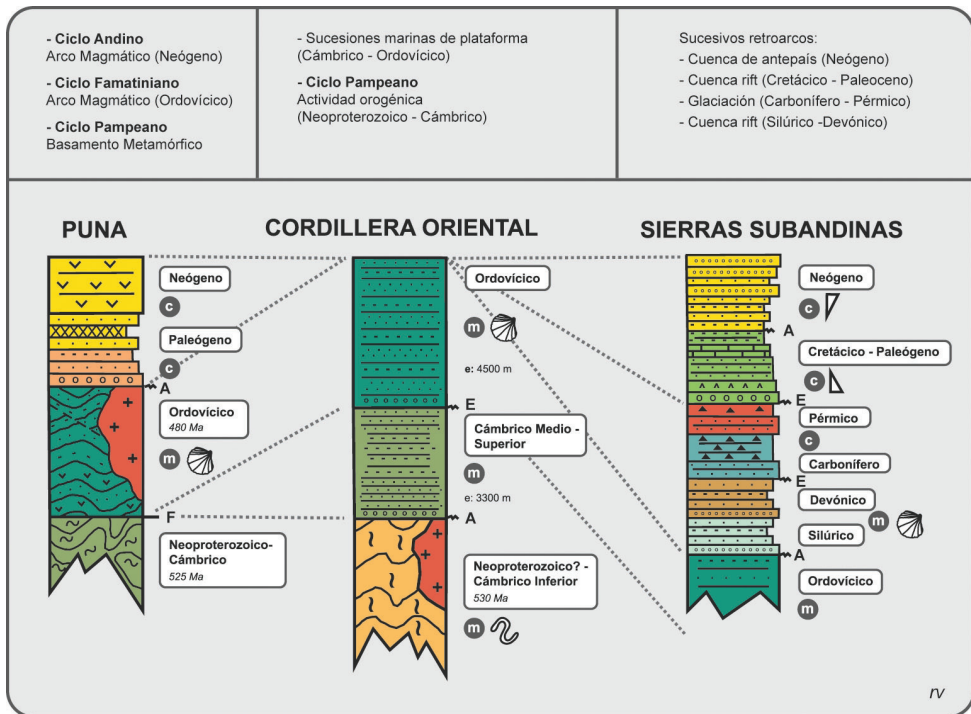 - Ciclo Andino
Arco Magmático (Neógeno)
- Ciclo Famatiniano
Arco Magmático (Ordovícico)
- Ciclo Pampeano
Basamento Metamórfico
- Sucesiones marinas de plataforma
(Cámbrico - Ordovícico)
- Ciclo Pampeano
Actividad orogénica
(Neoproterozoico - Cámbrico)
Sucesivos retroarcos:
- Cuenca de antepaís (Neógeno)
- Cuenca rift (Cretácico - Paleoceno)
- Glaciación (Carbonífero - Pérmico)
- Cuenca rift (Silúrico -Devónico)
PUNA
Neógeno
c
Paleógeno
c
A
Ordovícico
480 Ma
m
F
Neoproterozoico-
Cámbrico
525 Ma
CORDILLERA ORIENTAL
Ordovícico
m
e: 4500 m
E
Cámbrico Medio -
Superior
m
e: 3300 m
A
Neoproterozoico? -
Cámbrico Inferior
530 Ma
m
SIERRAS SUBANDINAS
Neógeno
c
A
Cretácico - Paleógeno
c
E
Pérmico
c
Carbonífero
E
Devónico
m
Silúrico
A
Ordovícico
m
rv